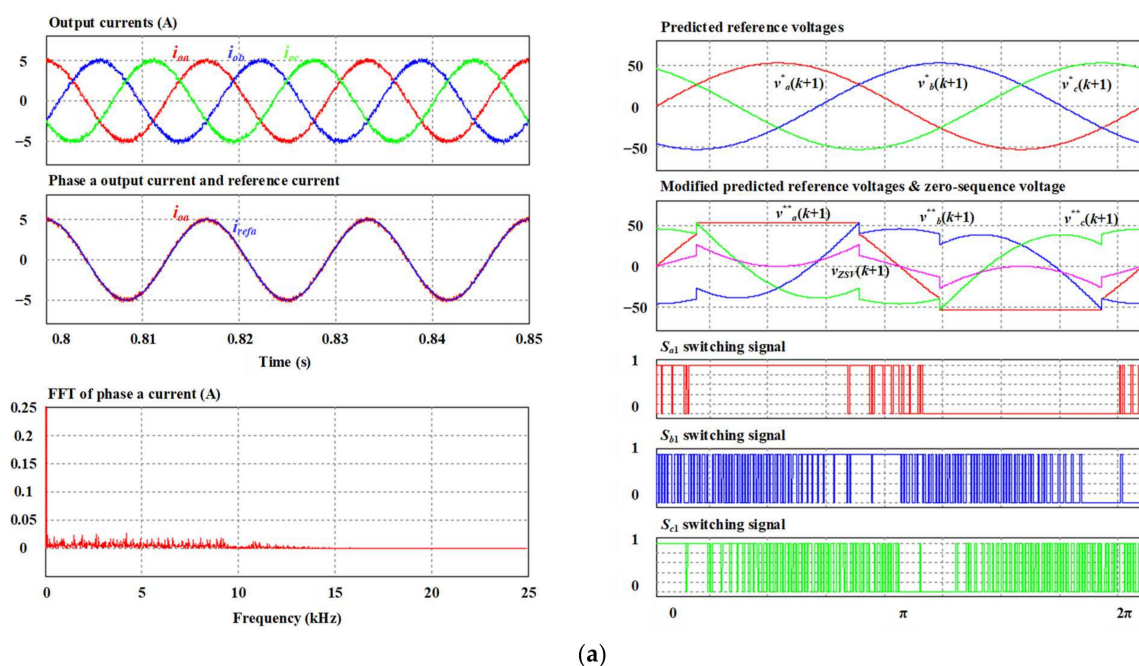 Output currents (A)
i_oa i_ob i_oc
5
0
−5
Phase a output current and reference current
i_oa i_refa
5
0
−5
0.8 0.81 0.82 0.83 0.84 0.85
Time (s)
FFT of phase a current (A)
0.25
0.2
0.15
0.1
0.05
0
0 5 10 15 20 25
Frequency (kHz)
Predicted reference voltages
v*_a(k+1) v*_b(k+1) v*_c(k+1)
50
0
−50
Modified predicted reference voltages & zero-sequence voltage
v**_a(k+1) v**_b(k+1) v**_c(k+1)
50
0
v_ZSV(k+1)
−50
S_a1 switching signal
1
0
S_b1 switching signal
1
0
S_c1 switching signal
1
0
0 π 2π
(a)